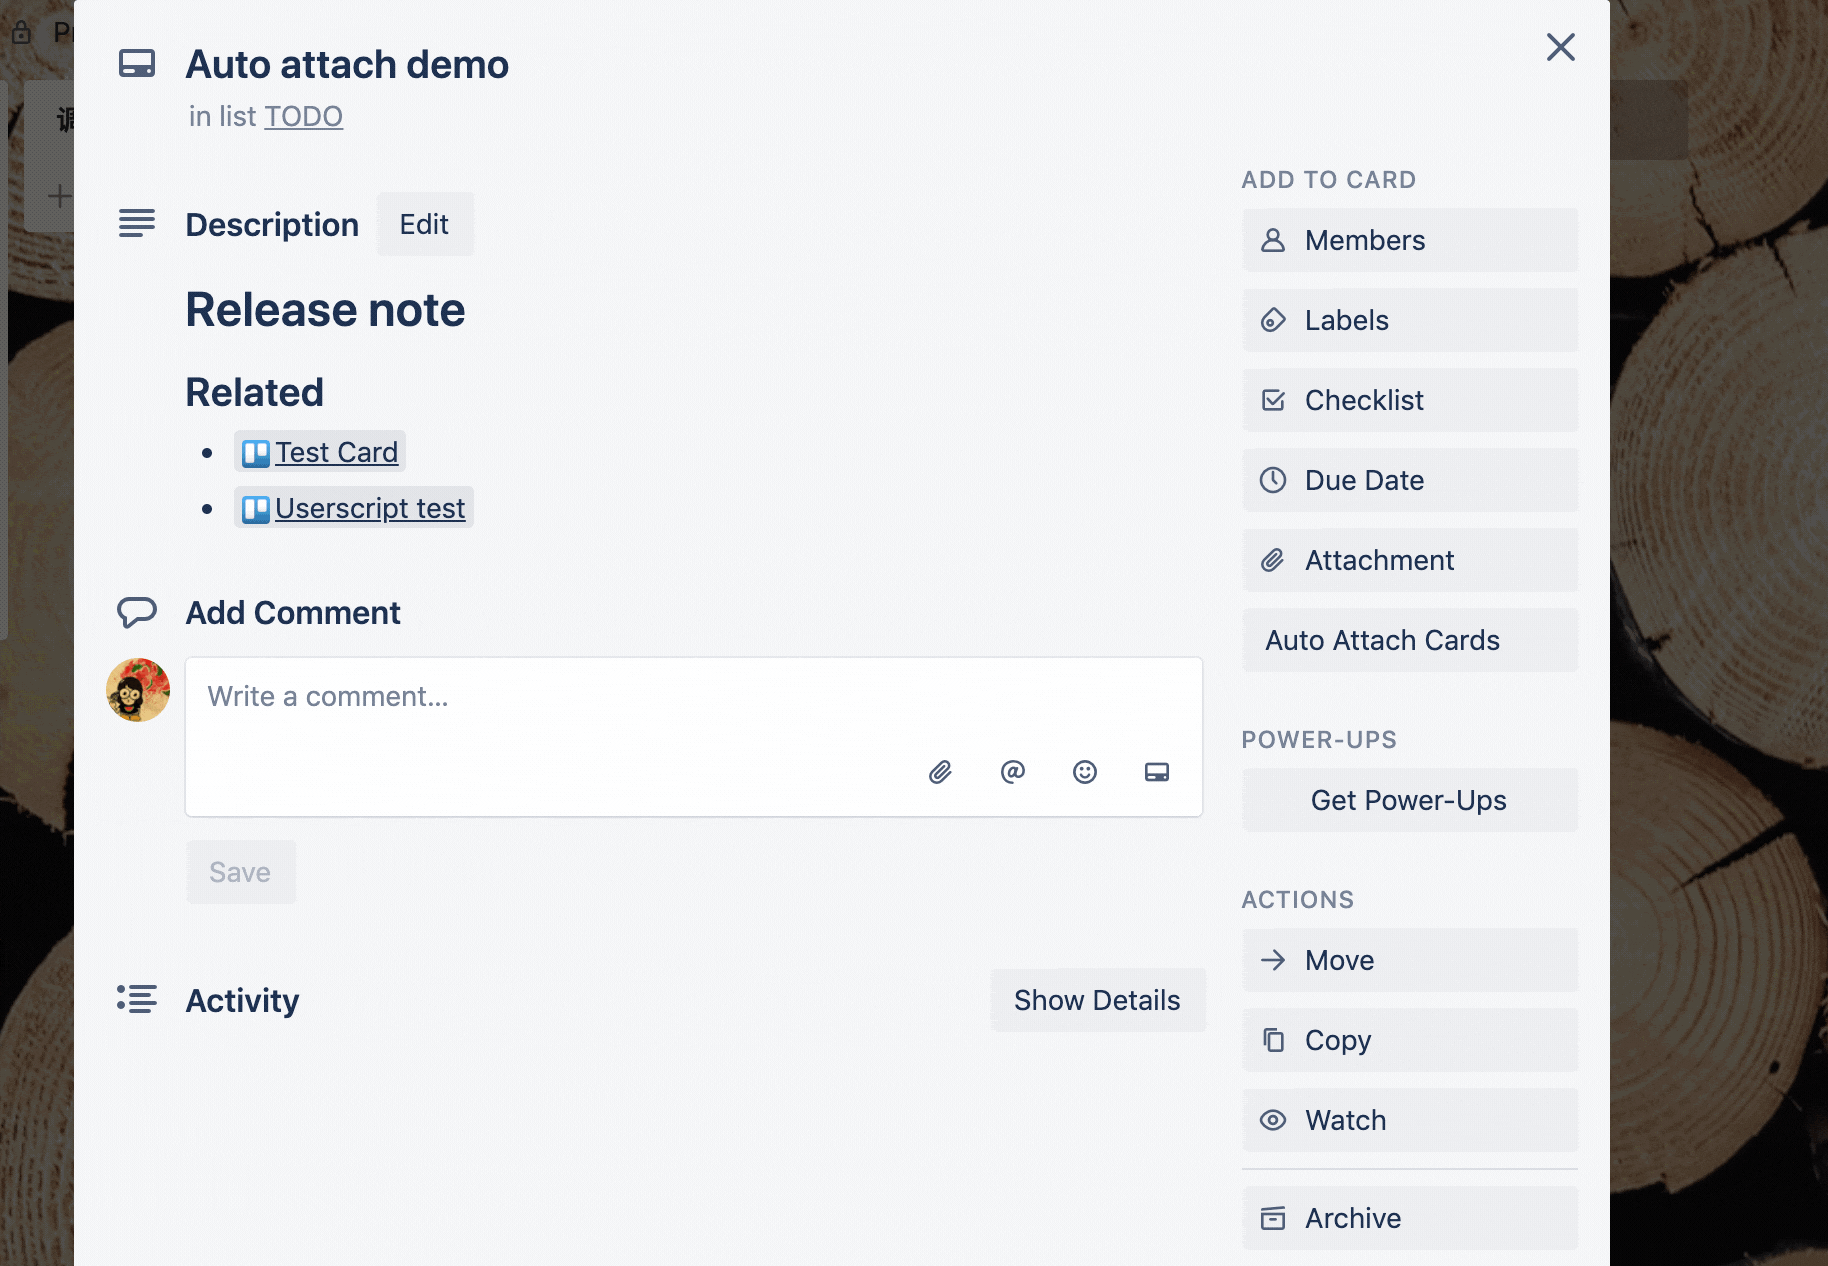 Auto attach demo
in list TODO
Description Edit
Release note
Related
Test Card
Userscript test
Add Comment
Write a comment…
Save
Activity Show Details
ADD TO CARD
Members
Labels
Checklist
Due Date
Attachment
Auto Attach Cards
POWER-UPS
Get Power-Ups
ACTIONS
Move
Copy
Watch
Archive